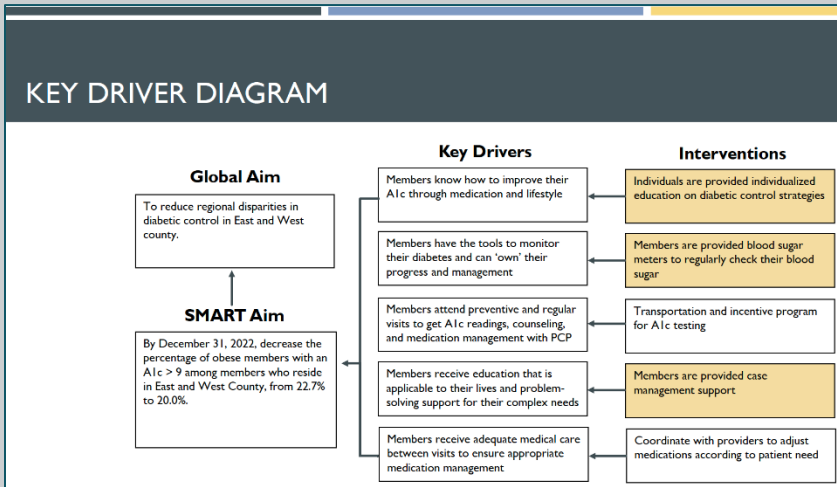 KEY DRIVER DIAGRAM
Global Aim
To reduce regional disparities in
diabetic control in East and West
county.
SMART Aim
By December 31, 2022, decrease the
percentage of obese members with an
A1c > 9 among members who reside
in East and West County, from 22.7%
to 20.0%.
Key Drivers
Members know how to improve their
A1c through medication and lifestyle
Members have the tools to monitor
their diabetes and can ‘own’ their
progress and management
Members attend preventive and regular
visits to get A1c readings, counseling,
and medication management with PCP
Members receive education that is
applicable to their lives and problem-
solving support for their complex needs
Members receive adequate medical care
between visits to ensure appropriate
medication management
Interventions
Individuals are provided individualized
education on diabetic control strategies
Members are provided blood sugar
meters to regularly check their blood
sugar
Transportation and incentive program
for A1c testing
Members are provided case
management support
Coordinate with providers to adjust
medications according to patient need